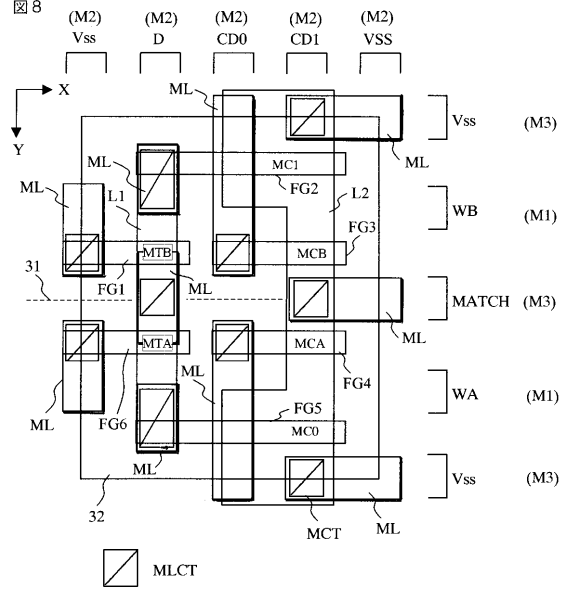 図8
(M2) (M2) (M2) (M2) (M2)
Vss D CD0 CD1 VSS
X
Y
ML
Vss (M3)
ML
ML
MC1
FG2
ML
L1
L2
WB (M1)
FG3
MTB
MCB
31
FG1
ML
MATCH (M3)
ML
MTA
MCA
FG4
ML
FG6
ML
FG5
WA (M1)
MC0
ML
Vss (M3)
32
MCT
ML
MLCT